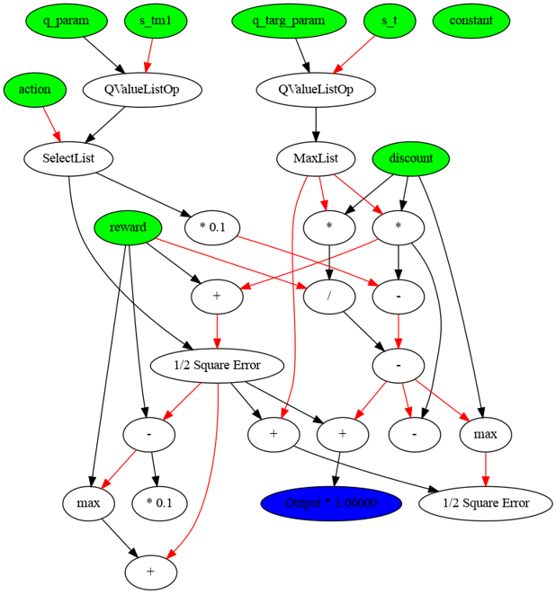 q_param
s_tm1
q_targ_param
s_t
constant
action
QValueListOp
QValueListOp
SelectList
MaxList
discount
reward
* 0.1
*
*
+
/
-
1/2 Square Error
-
-
+
+
-
max
max
* 0.1
Output * 1.00000
1/2 Square Error
+